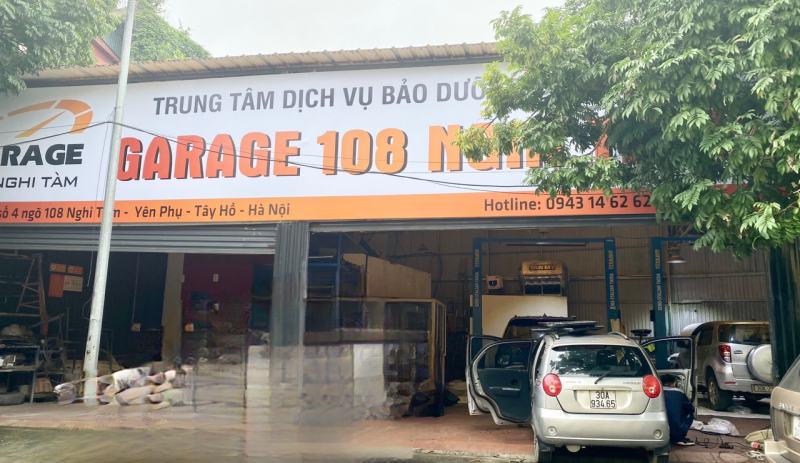 TRUNG TÂM DỊCH VỤ BẢO DƯỠ
RAGE
NGHI TÀM
GARAGE 108 NGHI
số 4 ngõ 108 Nghi Tàm - Yên Phụ - Tây Hồ - Hà Nội
Hotline: 0943 14 62 62
30A
934 65